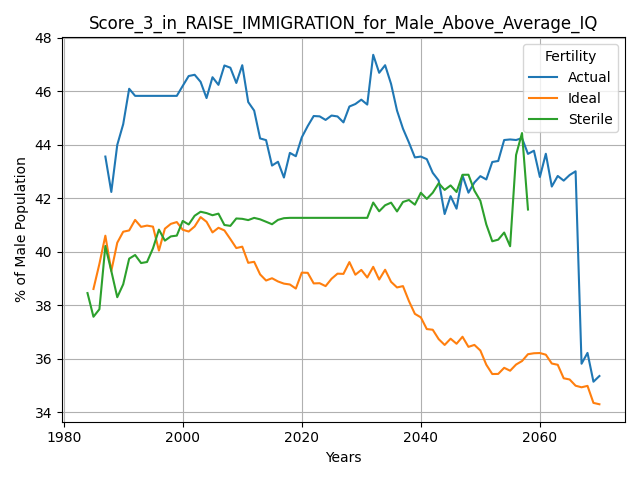 Score_3_in_RAISE_IMMIGRATION_for_Male_Above_Average_IQ
Fertility
Actual
Ideal
Sterile
% of Male Population
48
46
44
42
40
38
36
34
1980
2000
2020
2040
2060
Years